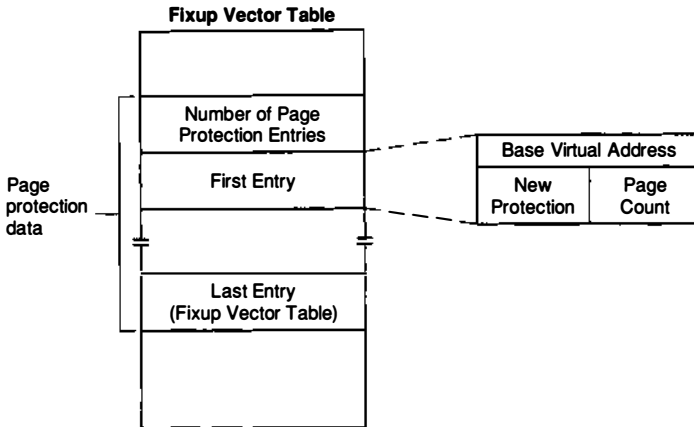 Fixup Vector Table
Number of Page
Protection Entries
First Entry
Base Virtual Address
New
Protection
Page
Count
Page
protection
data
Last Entry
(Fixup Vector Table)